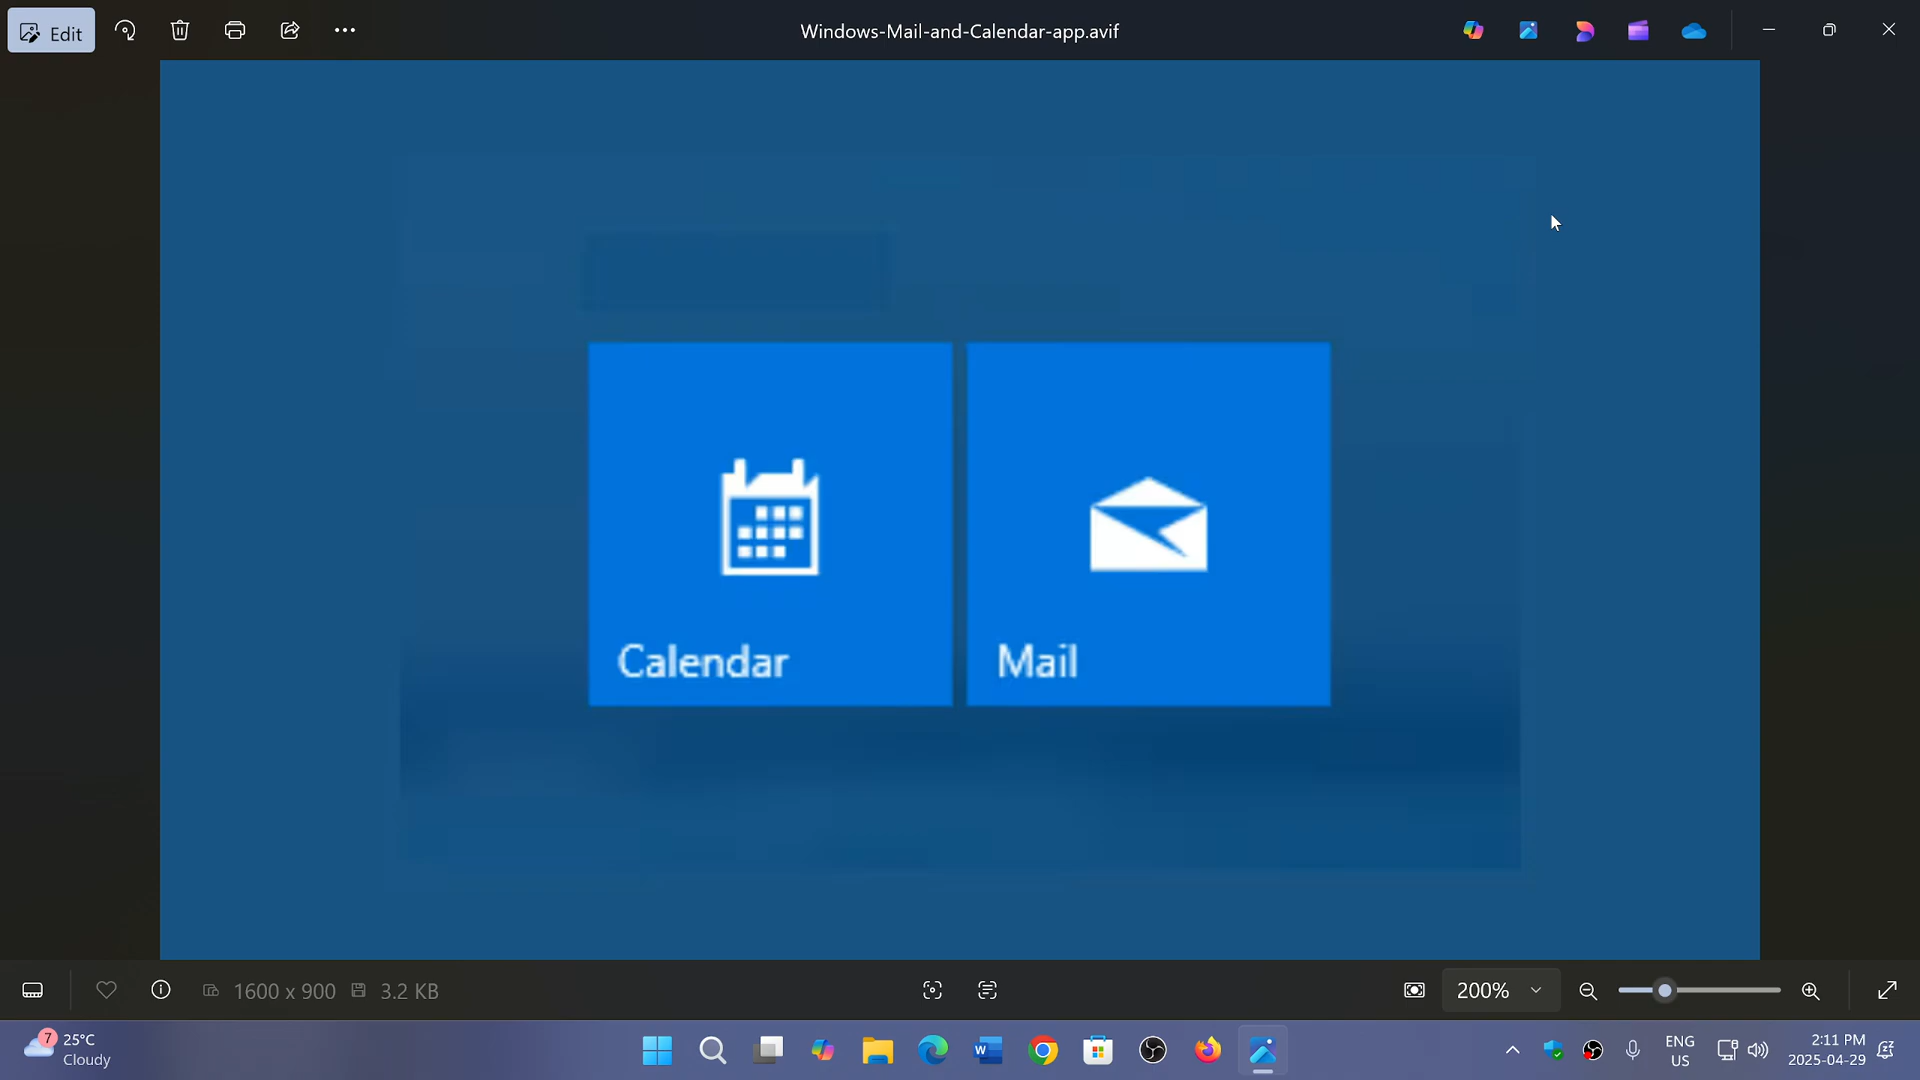 Edit
Windows-Mail-and-Calendar-app.avif
Calendar
Mail
1600 x 900
3.2 KB
200%
7
25°C
Cloudy
ENG
US
2:11 PM
2025-04-29